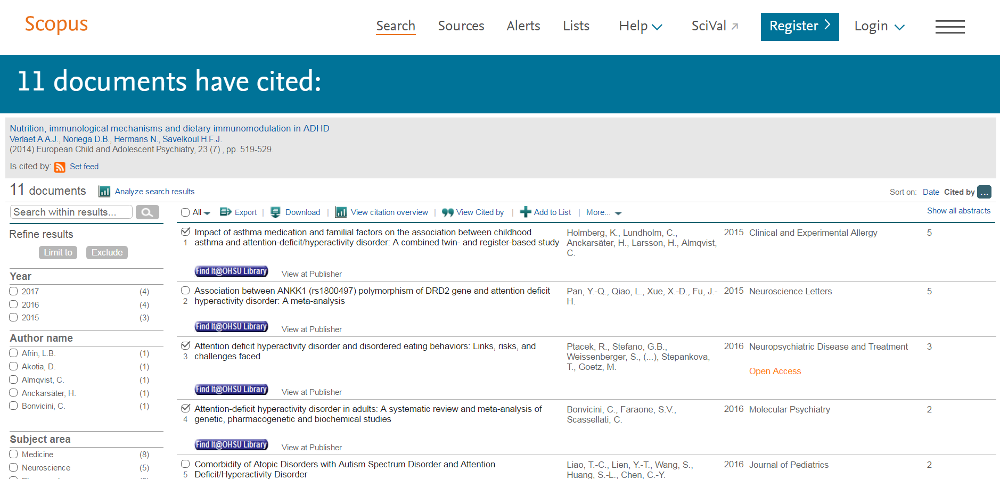 Scopus
Search Sources Alerts Lists Help SciVal Register Login
11 documents have cited:
Nutrition, immunological mechanisms and dietary immunomodulation in ADHD
Verlaet A.A.J., Noriega D.B., Hermans N., Savelkoul H.F.J.
(2014) European Child and Adolescent Psychiatry, 23 (7) , pp. 519-529.
Is cited by: Set feed
11 documents Analyze search results
Sort on: Date Cited by ...
Search within results...
Refine results
Limit to Exclude
Year
2017 (4)
2016 (4)
2015 (3)
Author name
Afrin, L.B. (1)
Akotia, D. (1)
Almqvist, C. (1)
Anckarsäter, H. (1)
Bonvicini, C. (1)
Subject area
Medicine (8)
Neuroscience (5)
All Export | Download | View citation overview | View Cited by | Add to List | More... Show all abstracts
1 Impact of asthma medication and familial factors on the association between childhood
asthma and attention-deficit/hyperactivity disorder: A combined twin- and register-based study
Holmberg, K., Lundholm, C.,
Anckarsäter, H., Larsson, H., Almqvist,
C.
2015 Clinical and Experimental Allergy 5
Find It@OHSU Library View at Publisher
2 Association between ANKK1 (rs1800497) polymorphism of DRD2 gene and attention deficit
hyperactivity disorder: A meta-analysis
Pan, Y.-Q., Qiao, L., Xue, X.-D., Fu, J.-
H.
2015 Neuroscience Letters 5
Find It@OHSU Library View at Publisher
3 Attention deficit hyperactivity disorder and disordered eating behaviors: Links, risks, and
challenges faced
Ptacek, R., Stefano, G.B.,
Weissenberger, S., (...), Stepankova,
T., Goetz, M.
2016 Neuropsychiatric Disease and Treatment 3
Open Access
Find It@OHSU Library View at Publisher
4 Attention-deficit hyperactivity disorder in adults: A systematic review and meta-analysis of
genetic, pharmacogenetic and biochemical studies
Bonvicini, C., Faraone, S.V.,
Scassellati, C.
2016 Molecular Psychiatry 2
Find It@OHSU Library View at Publisher
5 Comorbidity of Atopic Disorders with Autism Spectrum Disorder and Attention
Deficit/Hyperactivity Disorder
Liao, T.-C., Lien, Y.-T., Wang, S.,
Huang, S.-L., Chen, C.-Y.
2016 Journal of Pediatrics 2